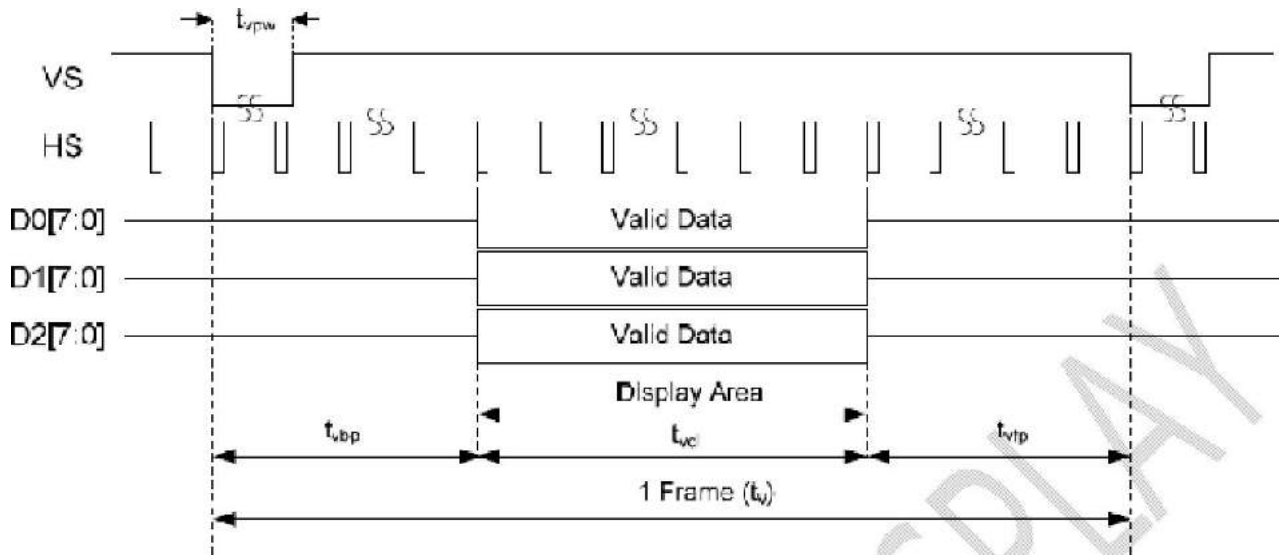 tvpw
VS
HS
D0[7:0] Valid Data
D1[7:0] Valid Data
D2[7:0] Valid Data
Display Area
tvbp tvd tvfp
1 Frame (tv)
SPLAY